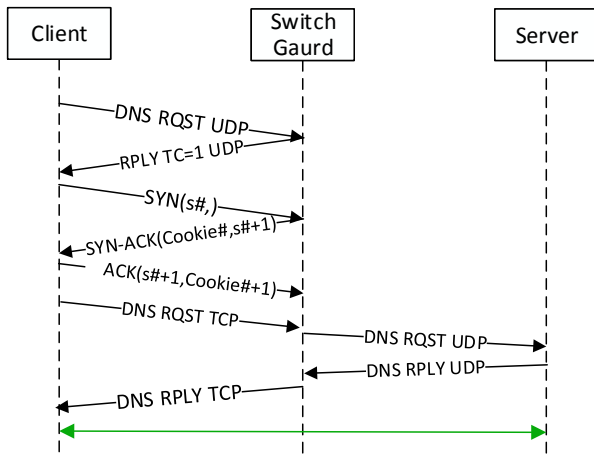 Client
Switch
Gaurd
Server
DNS RQST UDP
RPLY TC=1 UDP
SYN(s#,)
SYN-ACK(Cookie#,s#+1)
ACK(s#+1,Cookie#+1)
DNS RQST TCP
DNS RQST UDP
DNS RPLY UDP
DNS RPLY TCP